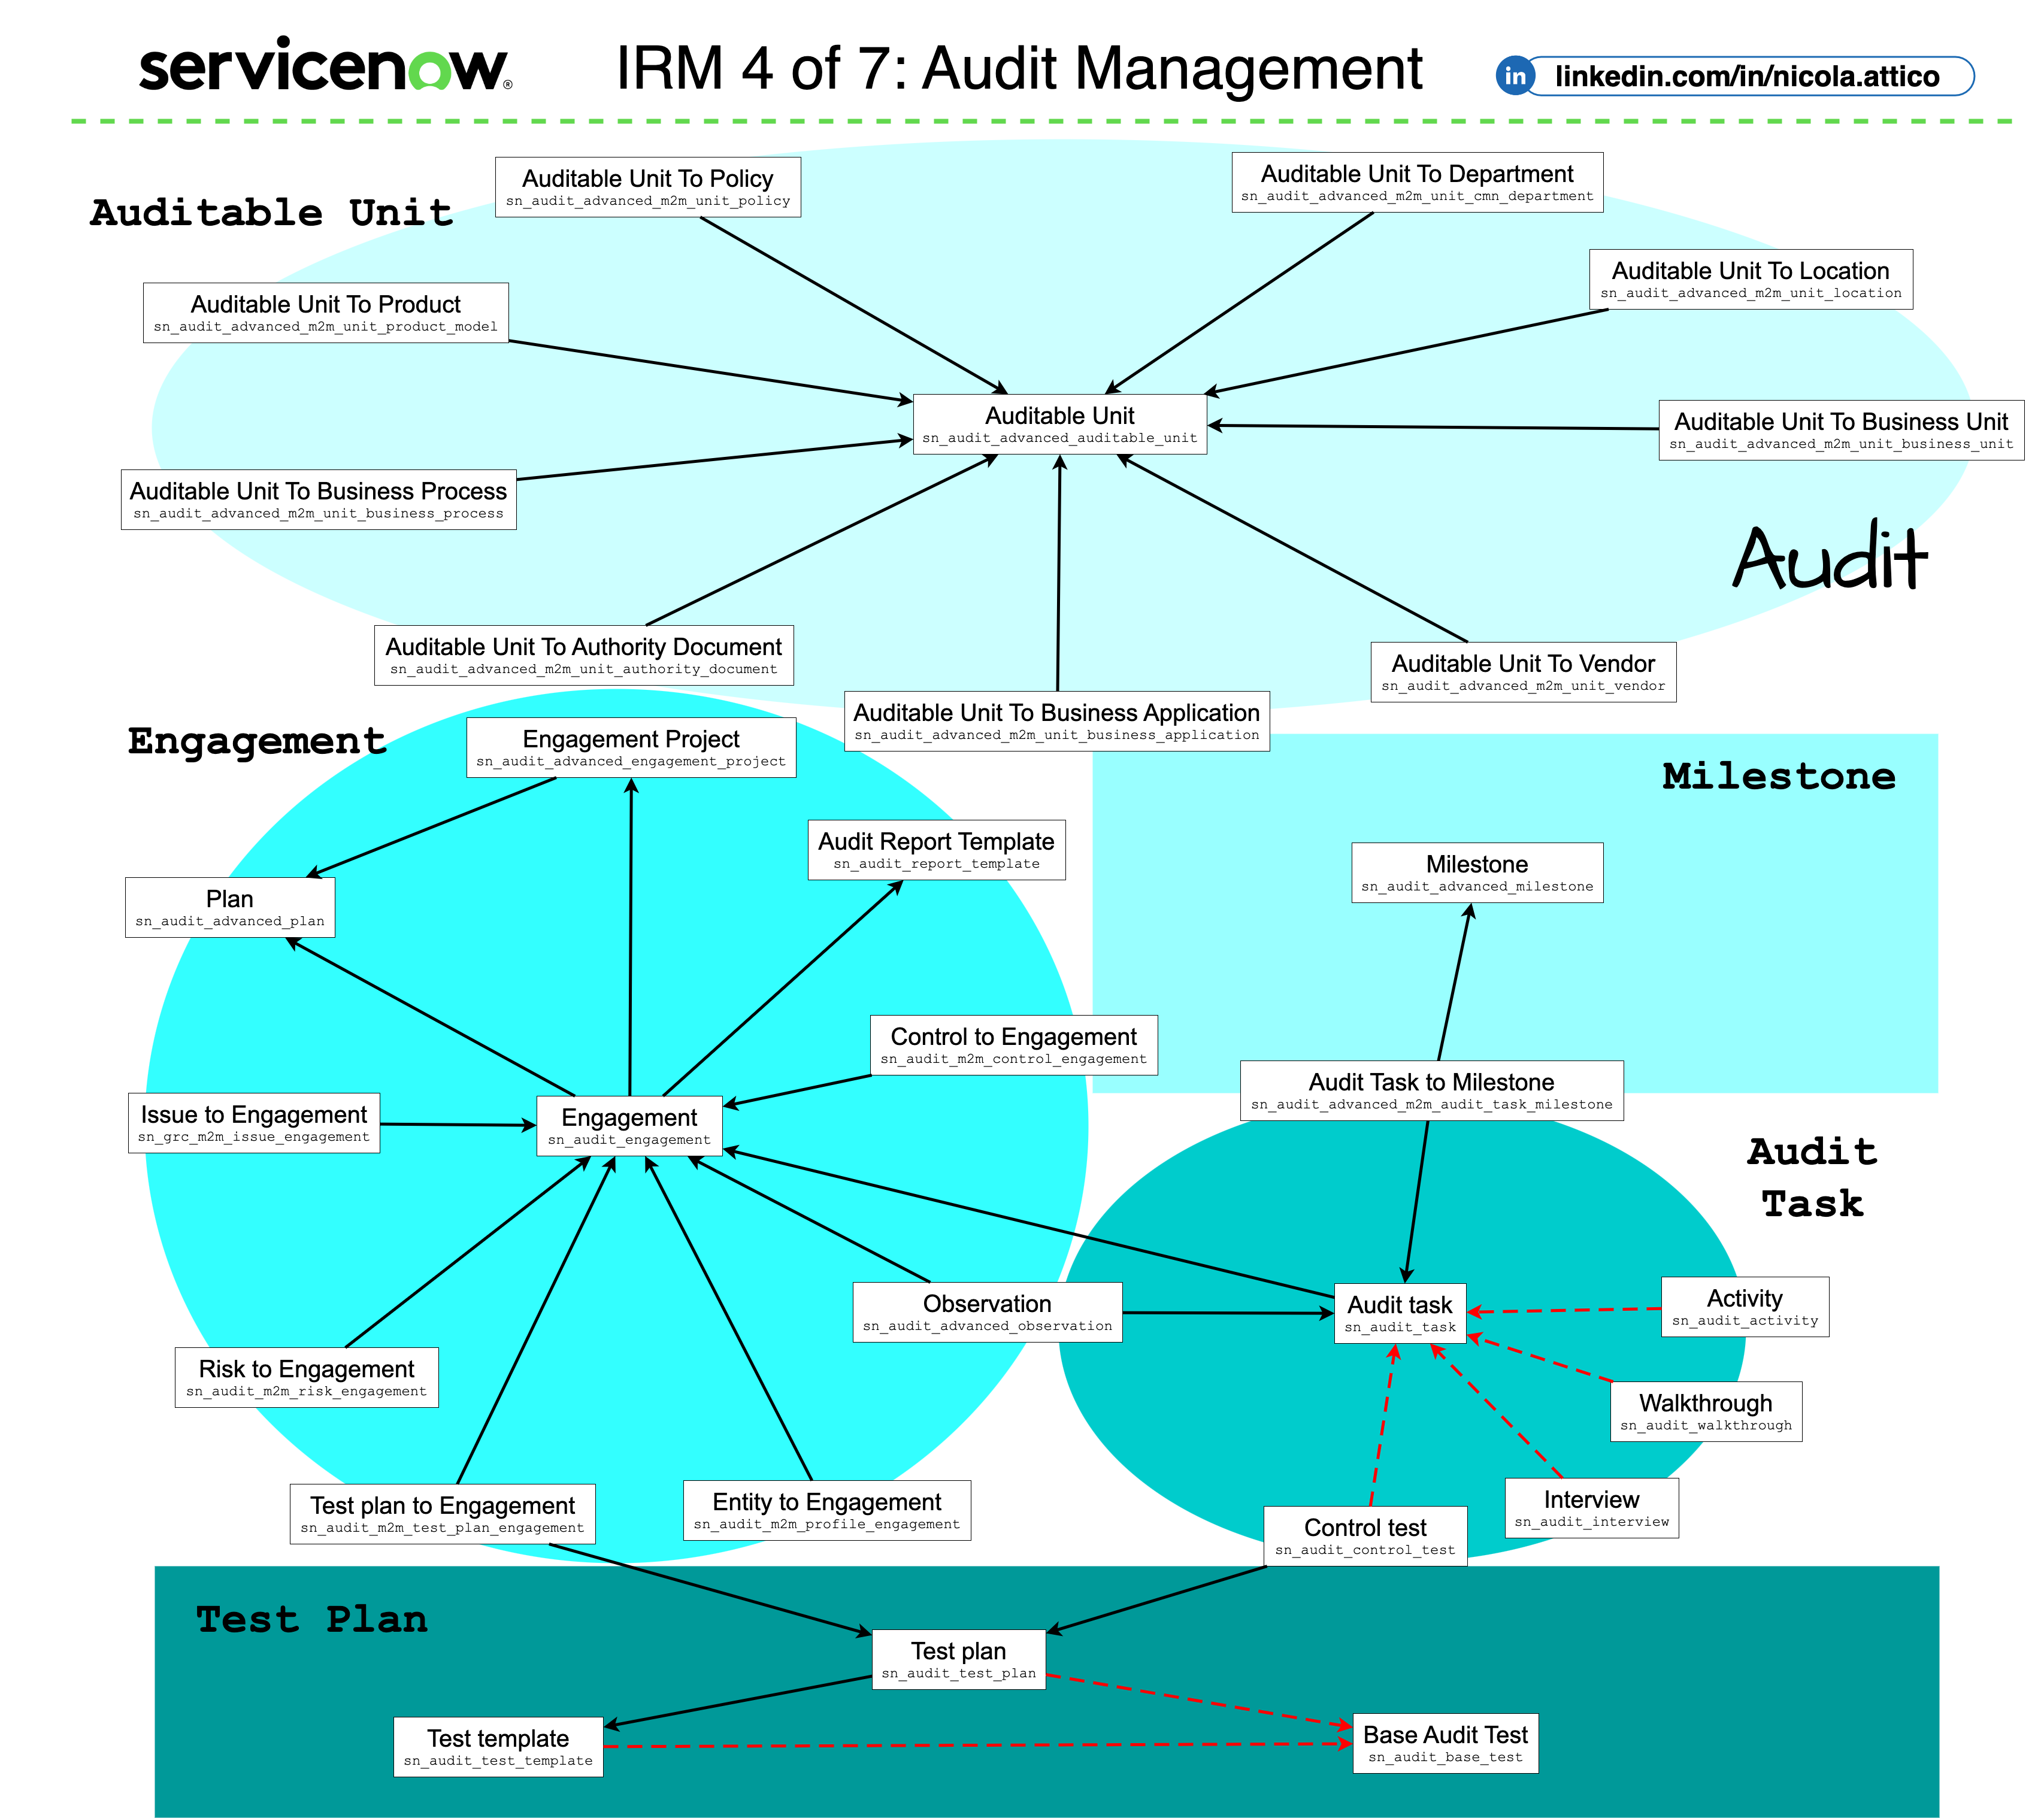 servicenow®
IRM 4 of 7: Audit Management
in linkedin.com/in/nicola.attico
Auditable Unit
Auditable Unit To Policy
sn_audit_advanced_m2m_unit_policy
Auditable Unit To Department
sn_audit_advanced_m2m_unit_cmn_department
Auditable Unit To Location
sn_audit_advanced_m2m_unit_location
Auditable Unit To Product
sn_audit_advanced_m2m_unit_product_model
Auditable Unit
sn_audit_advanced_auditable_unit
Auditable Unit To Business Unit
sn_audit_advanced_m2m_unit_business_unit
Auditable Unit To Business Process
sn_audit_advanced_m2m_unit_business_process
Audit
Auditable Unit To Authority Document
sn_audit_advanced_m2m_unit_authority_document
Auditable Unit To Vendor
sn_audit_advanced_m2m_unit_vendor
Auditable Unit To Business Application
sn_audit_advanced_m2m_unit_business_application
Engagement
Engagement Project
sn_audit_advanced_engagement_project
Milestone
Audit Report Template
sn_audit_report_template
Milestone
sn_audit_advanced_milestone
Plan
sn_audit_advanced_plan
Control to Engagement
sn_audit_m2m_control_engagement
Audit Task to Milestone
sn_audit_advanced_m2m_audit_task_milestone
Issue to Engagement
sn_grc_m2m_issue_engagement
Engagement
sn_audit_engagement
Audit
Task
Observation
sn_audit_advanced_observation
Audit task
sn_audit_task
Activity
sn_audit_activity
Risk to Engagement
sn_audit_m2m_risk_engagement
Walkthrough
sn_audit_walkthrough
Test plan to Engagement
sn_audit_m2m_test_plan_engagement
Entity to Engagement
sn_audit_m2m_profile_engagement
Interview
sn_audit_interview
Control test
sn_audit_control_test
Test Plan
Test plan
sn_audit_test_plan
Test template
sn_audit_test_template
Base Audit Test
sn_audit_base_test